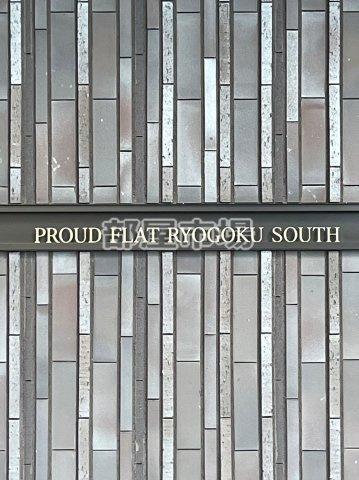 部屋市場
PROUD FLAT RYOGOKU SOUTH